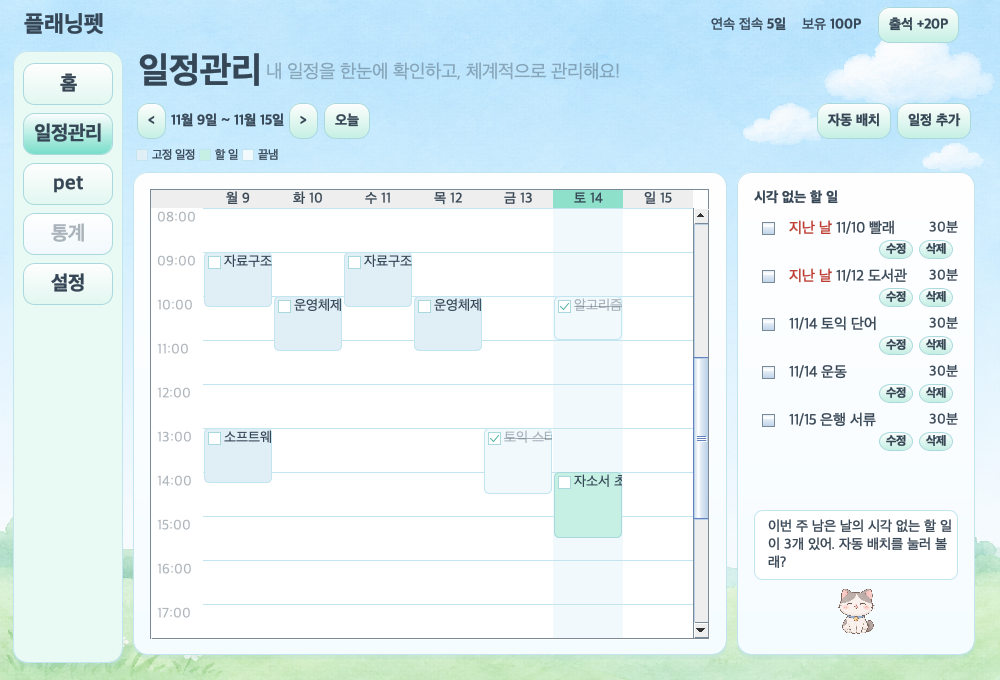 플래닝펫
연속 접속 5일 보유 100P 출석 +20P
홈
일정관리
pet
통계
설정
일정관리 내 일정을 한눈에 확인하고, 체계적으로 관리해요!
< 11월 9일 ~ 11월 15일 > 오늘
자동 배치 일정 추가
고정 일정 할 일 끝냄
월 9 화 10 수 11 목 12 금 13 토 14 일 15
08:00
09:00 자료구조 자료구조
10:00 운영체제 운영체제 알고리즘
11:00
12:00
13:00 소프트웨 토익 스터
14:00 자소서 초
15:00
16:00
17:00
시각 없는 할 일
지난 날 11/10 빨래 30분
수정 삭제
지난 날 11/12 도서관 30분
수정 삭제
11/14 토익 단어 30분
수정 삭제
11/14 운동 30분
수정 삭제
11/15 은행 서류 30분
수정 삭제
이번 주 남은 날의 시각 없는 할 일
이 3개 있어. 자동 배치를 눌러 볼
래?